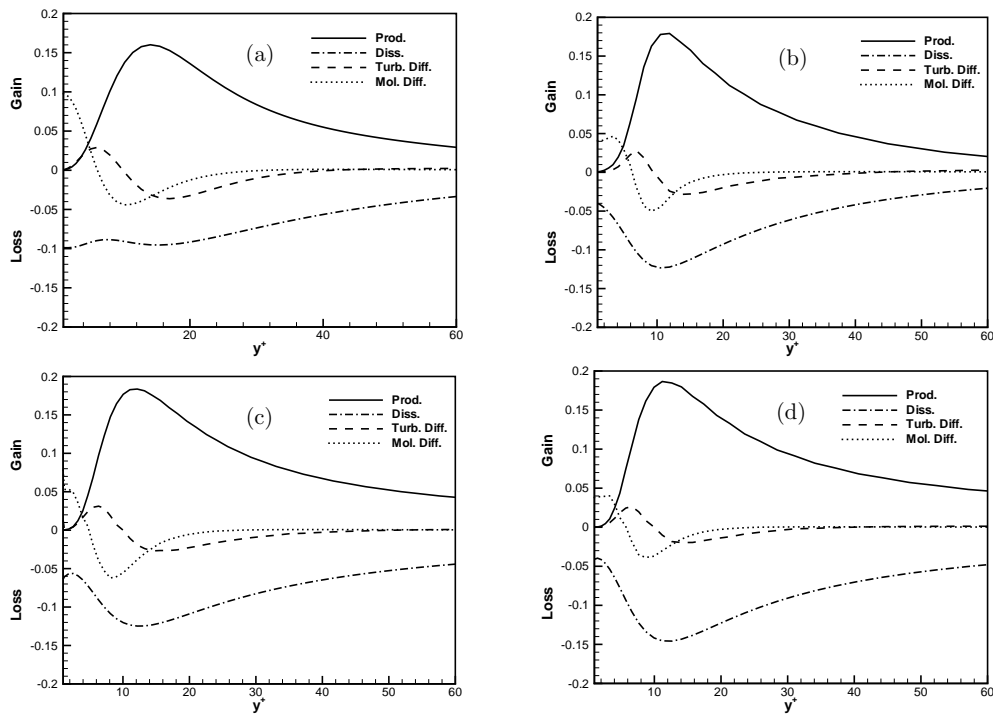 0.2
0.15
0.1
0.05
0
-0.05
-0.1
-0.15
-0.2
Gain
Loss
20
40
60
y+
(a)
Prod.
Diss.
Turb. Diff.
Mol. Diff.
0.2
0.15
0.1
0.05
0
-0.05
-0.1
-0.15
-0.2
Gain
Loss
10
20
30
40
50
60
y+
(b)
Prod.
Diss.
Turb. Diff.
Mol. Diff.
0.2
0.15
0.1
0.05
0
-0.05
-0.1
-0.15
-0.2
Gain
Loss
10
20
30
40
50
60
y+
(c)
Prod.
Diss.
Turb. Diff.
Mol. Diff.
0.2
0.15
0.1
0.05
0
-0.05
-0.1
-0.15
-0.2
Gain
Loss
10
20
30
40
50
60
y+
(d)
Prod.
Diss.
Turb. Diff.
Mol. Diff.